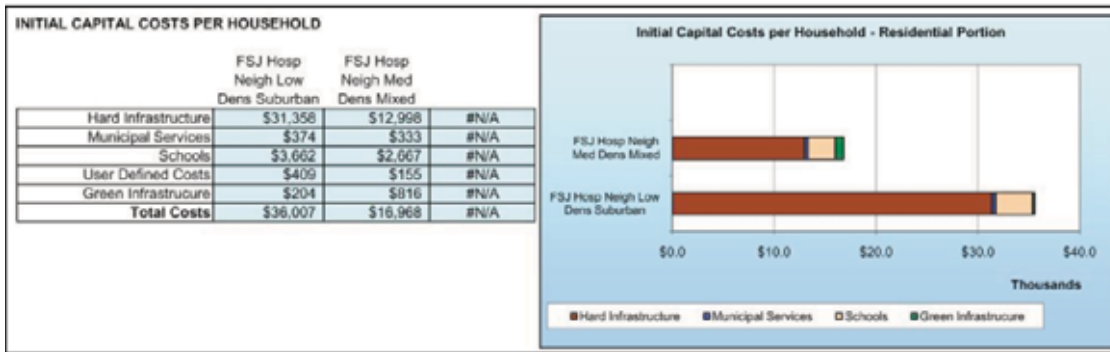 INITIAL CAPITAL COSTS PER HOUSEHOLD
FSJ Hosp Neigh Low Dens Suburban
FSJ Hosp Neigh Med Dens Mixed
Hard Infrastructure $31,358 $12,998 #N/A
Municipal Services $374 $333 #N/A
Schools $3,662 $2,667 #N/A
User Defined Costs $409 $155 #N/A
Green Infrastrucure $204 $816 #N/A
Total Costs $36,007 $16,968 #N/A
Initial Capital Costs per Household - Residential Portion
FSJ Hosp Neigh
Med Dens Mixed
FSJ Hosp Neigh Low
Dens Suburban
$0.0 $10.0 $20.0 $30.0 $40.0
Thousands
Hard Infrastructure Municipal Services Schools Green Infrastrucure